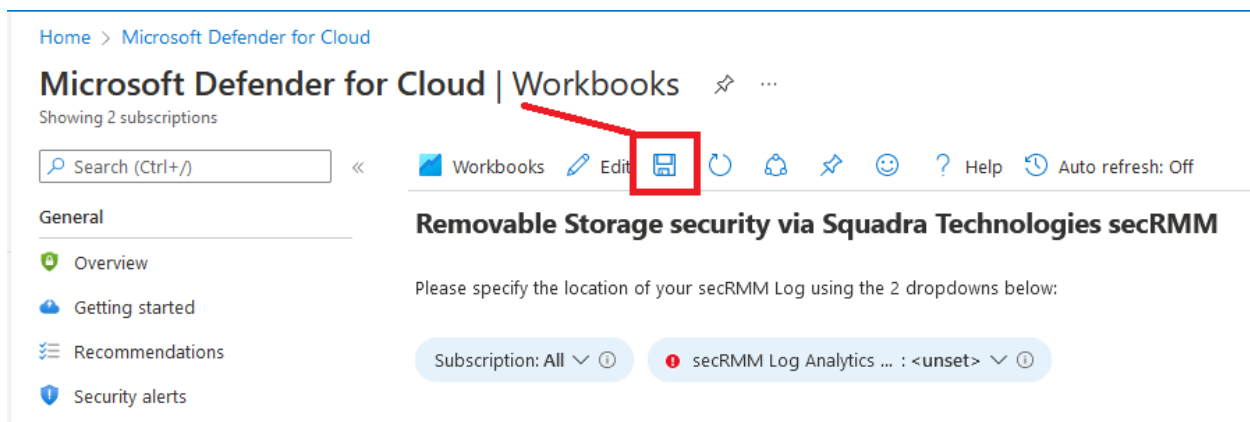 Home > Microsoft Defender for Cloud
Microsoft Defender for Cloud | Workbooks ...
Showing 2 subscriptions
Search (Ctrl+/) «
Workbooks Edit ? Help Auto refresh: Off
General
Removable Storage security via Squadra Technologies secRMM
Overview
Please specify the location of your secRMM Log using the 2 dropdowns below:
Getting started
Recommendations
Subscription: All secRMM Log Analytics ... : <unset>
Security alerts